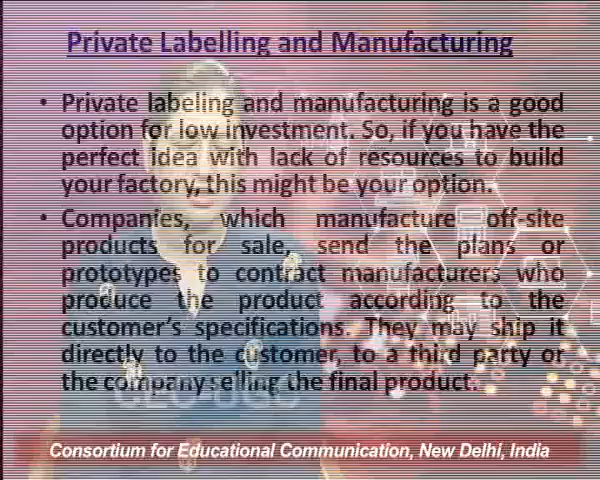 Private Labelling and Manufacturing
• Private labeling and manufacturing is a good
option for low investment. So, if you have the
perfect idea with lack of resources to build
your factory, this might be your option.
• Companies, which manufacture off-site
products for sale, send the plans or
prototypes to contract manufacturers who
produce the product according to the
customer's specifications. They may ship it
directly to the customer, to a third party or
the company selling the final product.
CEC UGC
Consortium for Educational Communication, New Delhi, India